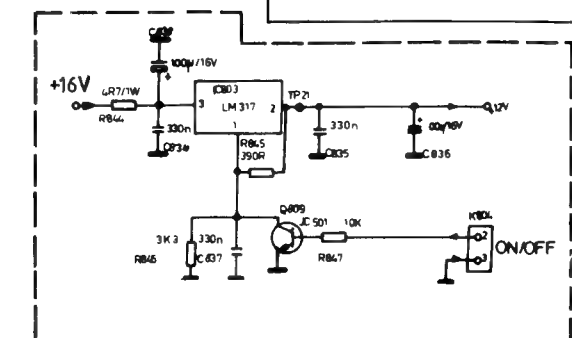 100µ/16V
+16V
4R7/1W
IC803
TP21
3
LM317
2
12V
R844
1
330n
330n
C834
R845
390R
C835
C836
Q809
JC501
10K
K804
3K3
330n
2
ON/OFF
R846
C837
R847
3